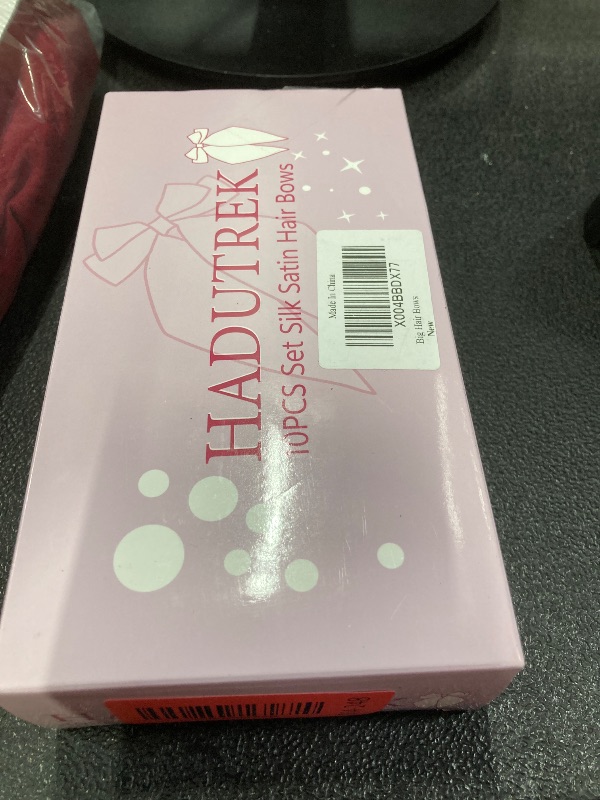 HADUTREK
10PCS Set Silk Satin Hair Bows
Made In China
X004BBDX77
Big Hair Bows
New